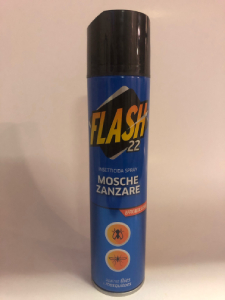 FLASH
22
INSETTICIDA SPRAY
MOSCHE
ZANZARE